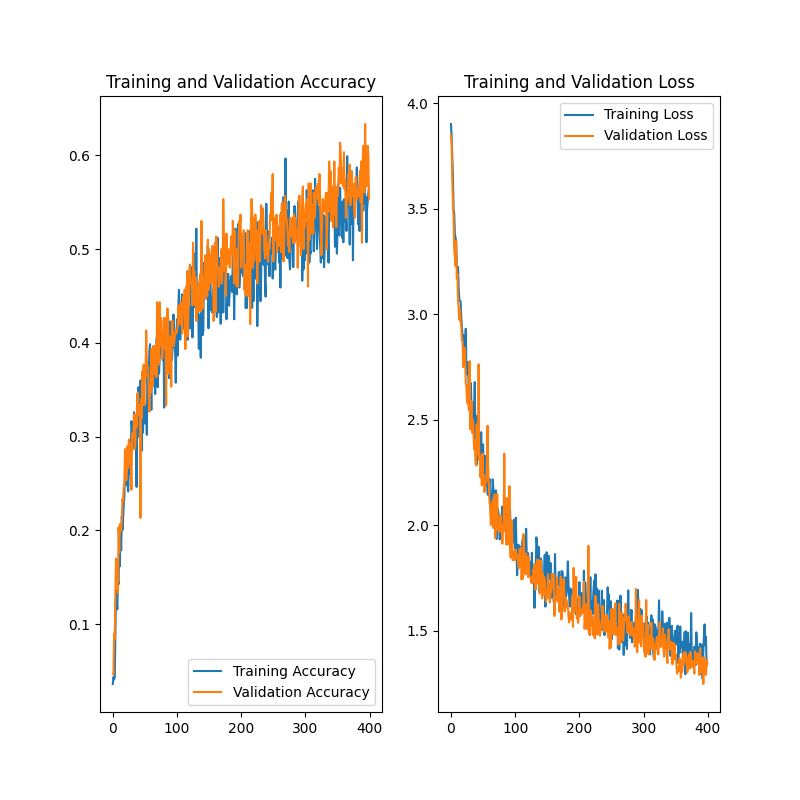 Training and Validation Accuracy
0.6
0.5
0.4
0.3
0.2
0.1
Training Accuracy
Validation Accuracy
0 100 200 300 400
Training and Validation Loss
4.0
3.5
3.0
2.5
2.0
1.5
Training Loss
Validation Loss
0 100 200 300 400